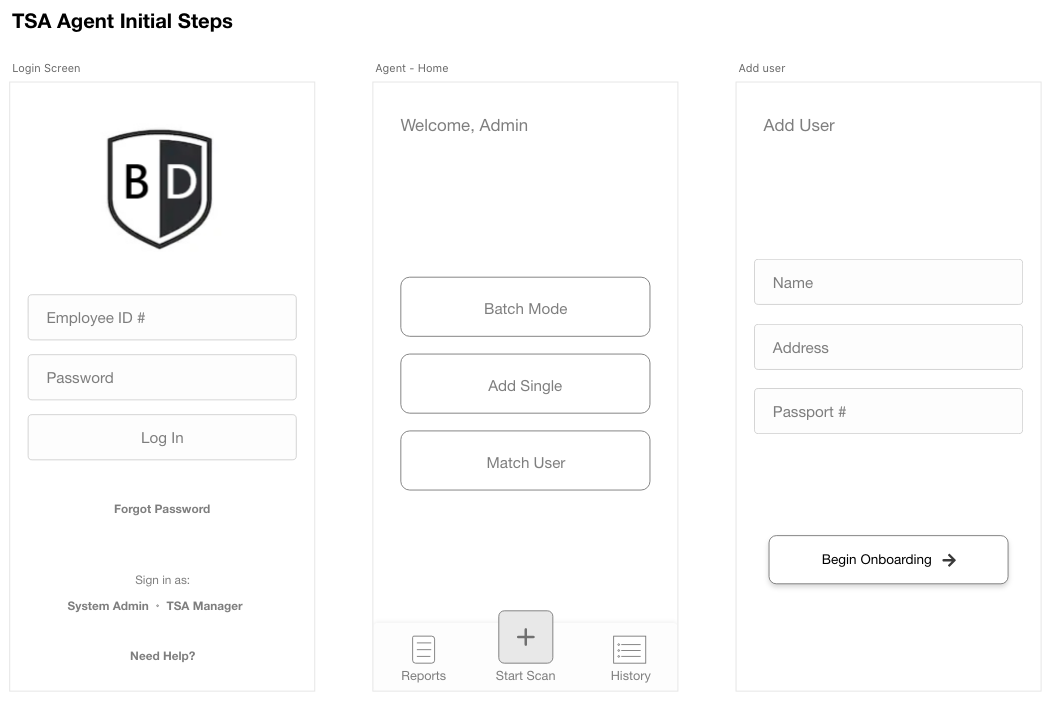 TSA Agent Initial Steps
Login Screen
B D
Employee ID #
Password
Log In
Forgot Password
Sign in as:
System Admin • TSA Manager
Need Help?
Agent - Home
Welcome, Admin
Batch Mode
Add Single
Match User
+
Reports
Start Scan
History
Add user
Add User
Name
Address
Passport #
Begin Onboarding →